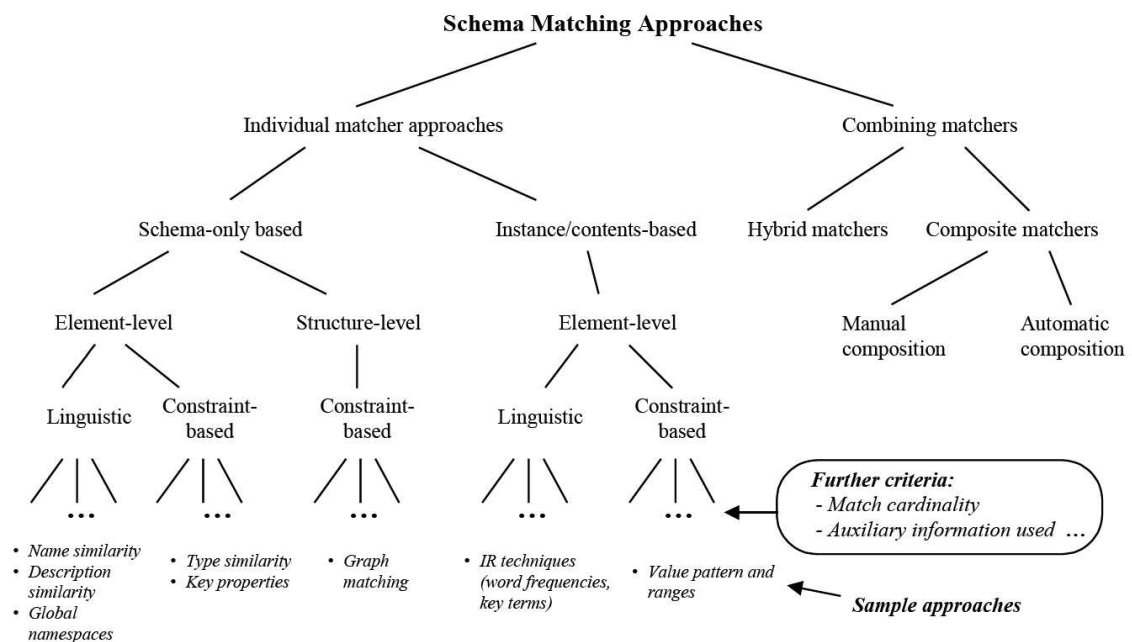 Schema Matching Approaches
Individual matcher approaches
Combining matchers
Schema-only based
Instance/contents-based
Hybrid matchers
Composite matchers
Element-level
Structure-level
Element-level
Manual
composition
Automatic
composition
Linguistic
Constraint-
based
Constraint-
based
Linguistic
Constraint-
based
...
...
...
...
...
Further criteria:
- Match cardinality
- Auxiliary information used ...
• Name similarity
• Description
similarity
• Global
namespaces
• Type similarity
• Key properties
• Graph
matching
• IR techniques
(word frequencies,
key terms)
• Value pattern and
ranges
Sample approaches